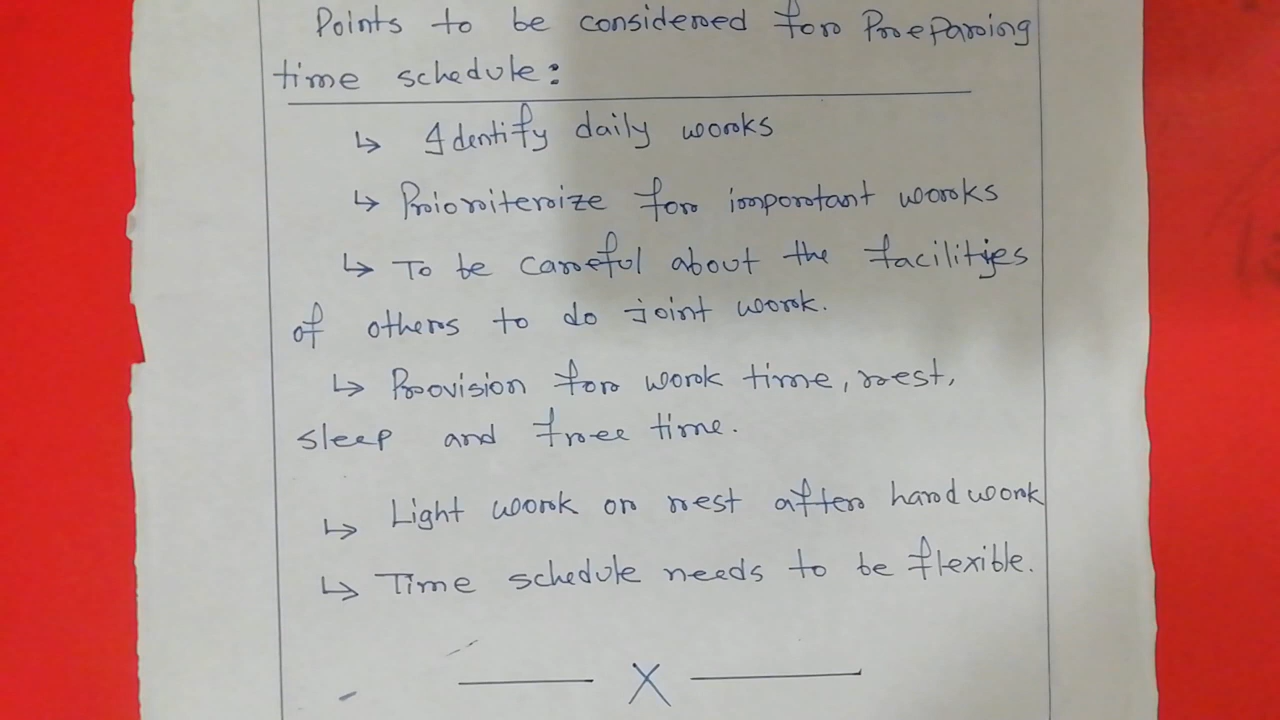 Points to be considered for Preparing
time schedule:
↳ Identify daily works
↳ Prioriterize for important works
↳ To be careful about the facilities
of others to do joint work.
↳ Provision for work time, rest,
sleep and free time.
↳ Light work or rest after hard work
↳ Time schedule needs to be flexible.
X